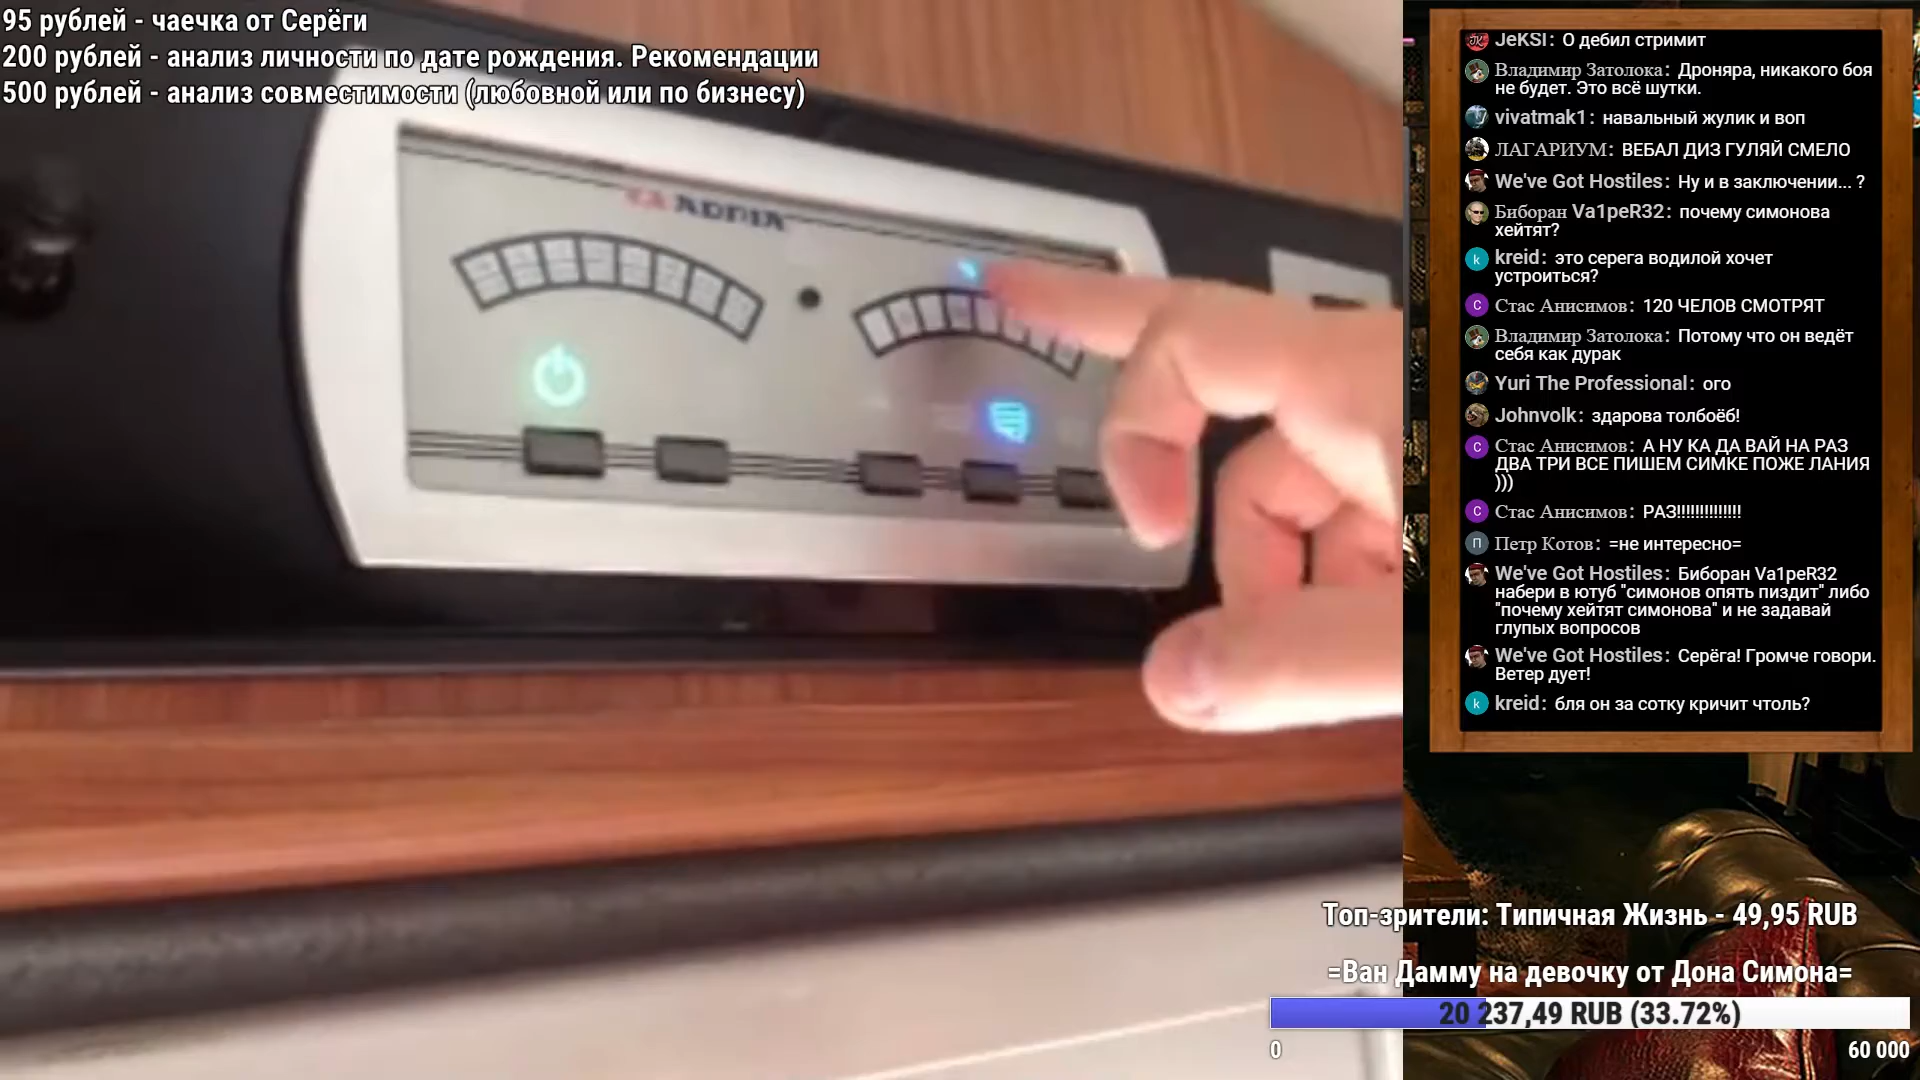 95 рублей - чаечка от Серёги
200 рублей - анализ личности по дате рождения. Рекомендации
500 рублей - анализ совместимости (любовной или по бизнесу)
ADRIA
JeKSI: О дебил стримит
Владимир Затолока: Дроняра, никакого боя
не будет. Это всё шутки.
vivatmak1: навальный жулик и воп
ЛАГАРИУМ: ВЕБАЛ ДИЗ ГУЛЯЙ СМЕЛО
We've Got Hostiles: Ну и в заключении... ?
Биборан Va1peR32: почему симонова
хейтят?
k kreid: это серега водилой хочет
устроиться?
С Стас Анисимов: 120 ЧЕЛОВ СМОТРЯТ
Владимир Затолока: Потому что он ведёт
себя как дурак
Yuri The Professional: ого
Johnvolk: здарова толбоёб!
С Стас Анисимов: А НУ КА ДА ВАЙ НА РАЗ
ДВА ТРИ ВСЕ ПИШЕМ СИМКЕ ПОЖЕ ЛАНИЯ
)))
С Стас Анисимов: РАЗ!!!!!!!!!!!!!!
П Петр Котов: =не интересно=
We've Got Hostiles: Биборан Va1peR32
набери в ютуб "симонов опять пиздит" либо
"почему хейтят симонова" и не задавай
глупых вопросов
We've Got Hostiles: Серёга! Громче говори.
Ветер дует!
k kreid: бля он за сотку кричит чтоль?
Топ-зрители: Типичная Жизнь - 49,95 RUB
=Ван Дамму на девочку от Дона Симона=
20 237,49 RUB (33.72%)
0
60 000